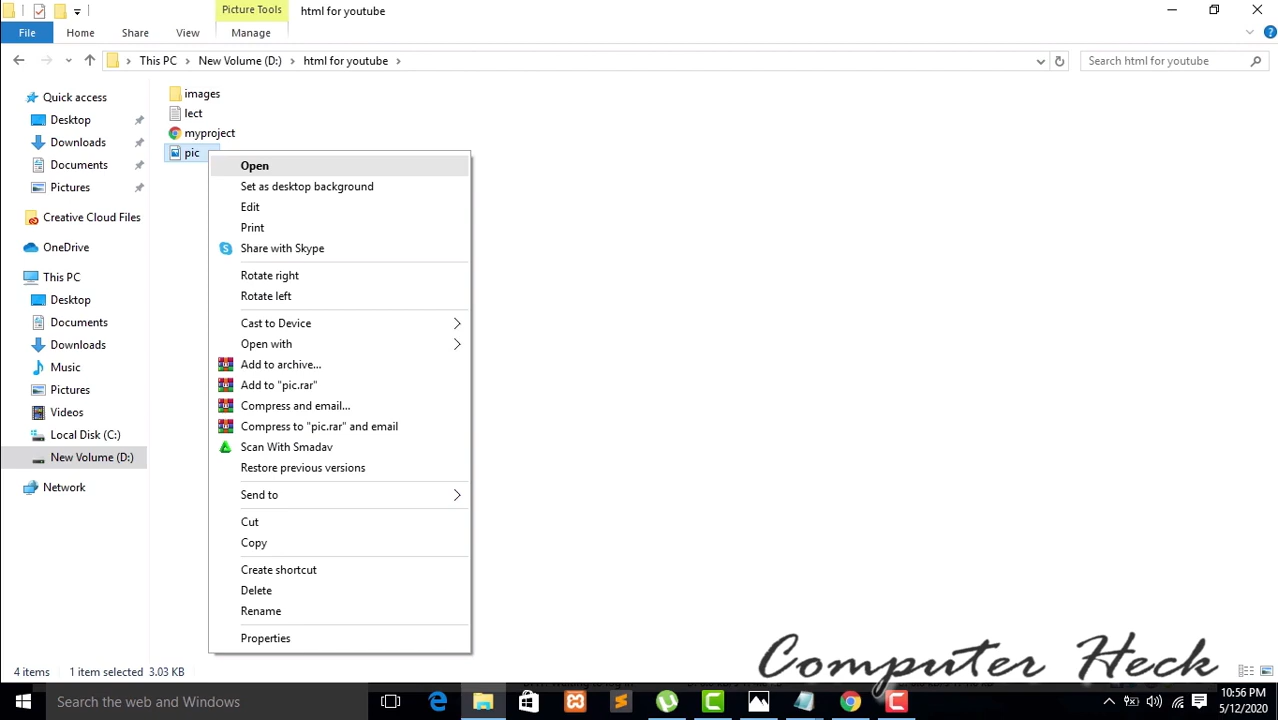 Picture Tools
html for youtube
File
Home
Share
View
Manage
This PC
New Volume (D:)
html for youtube
Search html for youtube
Quick access
Desktop
Downloads
Documents
Pictures
Creative Cloud Files
OneDrive
This PC
Desktop
Documents
Downloads
Music
Pictures
Videos
Local Disk (C:)
New Volume (D:)
Network
images
lect
myproject
pic
Open
Set as desktop background
Edit
Print
Share with Skype
Rotate right
Rotate left
Cast to Device
Open with
Add to archive...
Add to "pic.rar"
Compress and email...
Compress to "pic.rar" and email
Scan With Smadav
Restore previous versions
Send to
Cut
Copy
Create shortcut
Delete
Rename
Properties
4 items
1 item selected 3.03 KB
Computer Heck
Search the web and Windows
10:56 PM
5/12/2020